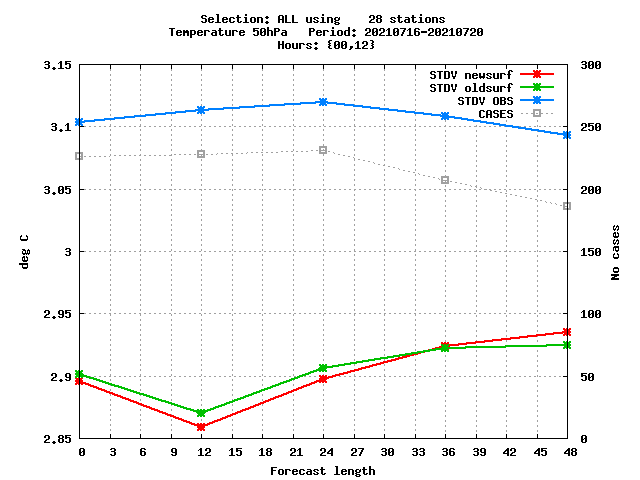 Selection: ALL using    28 stations
Temperature 50hPa   Period: 20210716-20210720
Hours: {00,12}
STDV newsurf
STDV oldsurf
STDV OBS
CASES
deg C
3.15
3.1
3.05
3
2.95
2.9
2.85
300
250
200
150
100
50
0
No cases
0 3 6 9 12 15 18 21 24 27 30 33 36 39 42 45 48
Forecast length